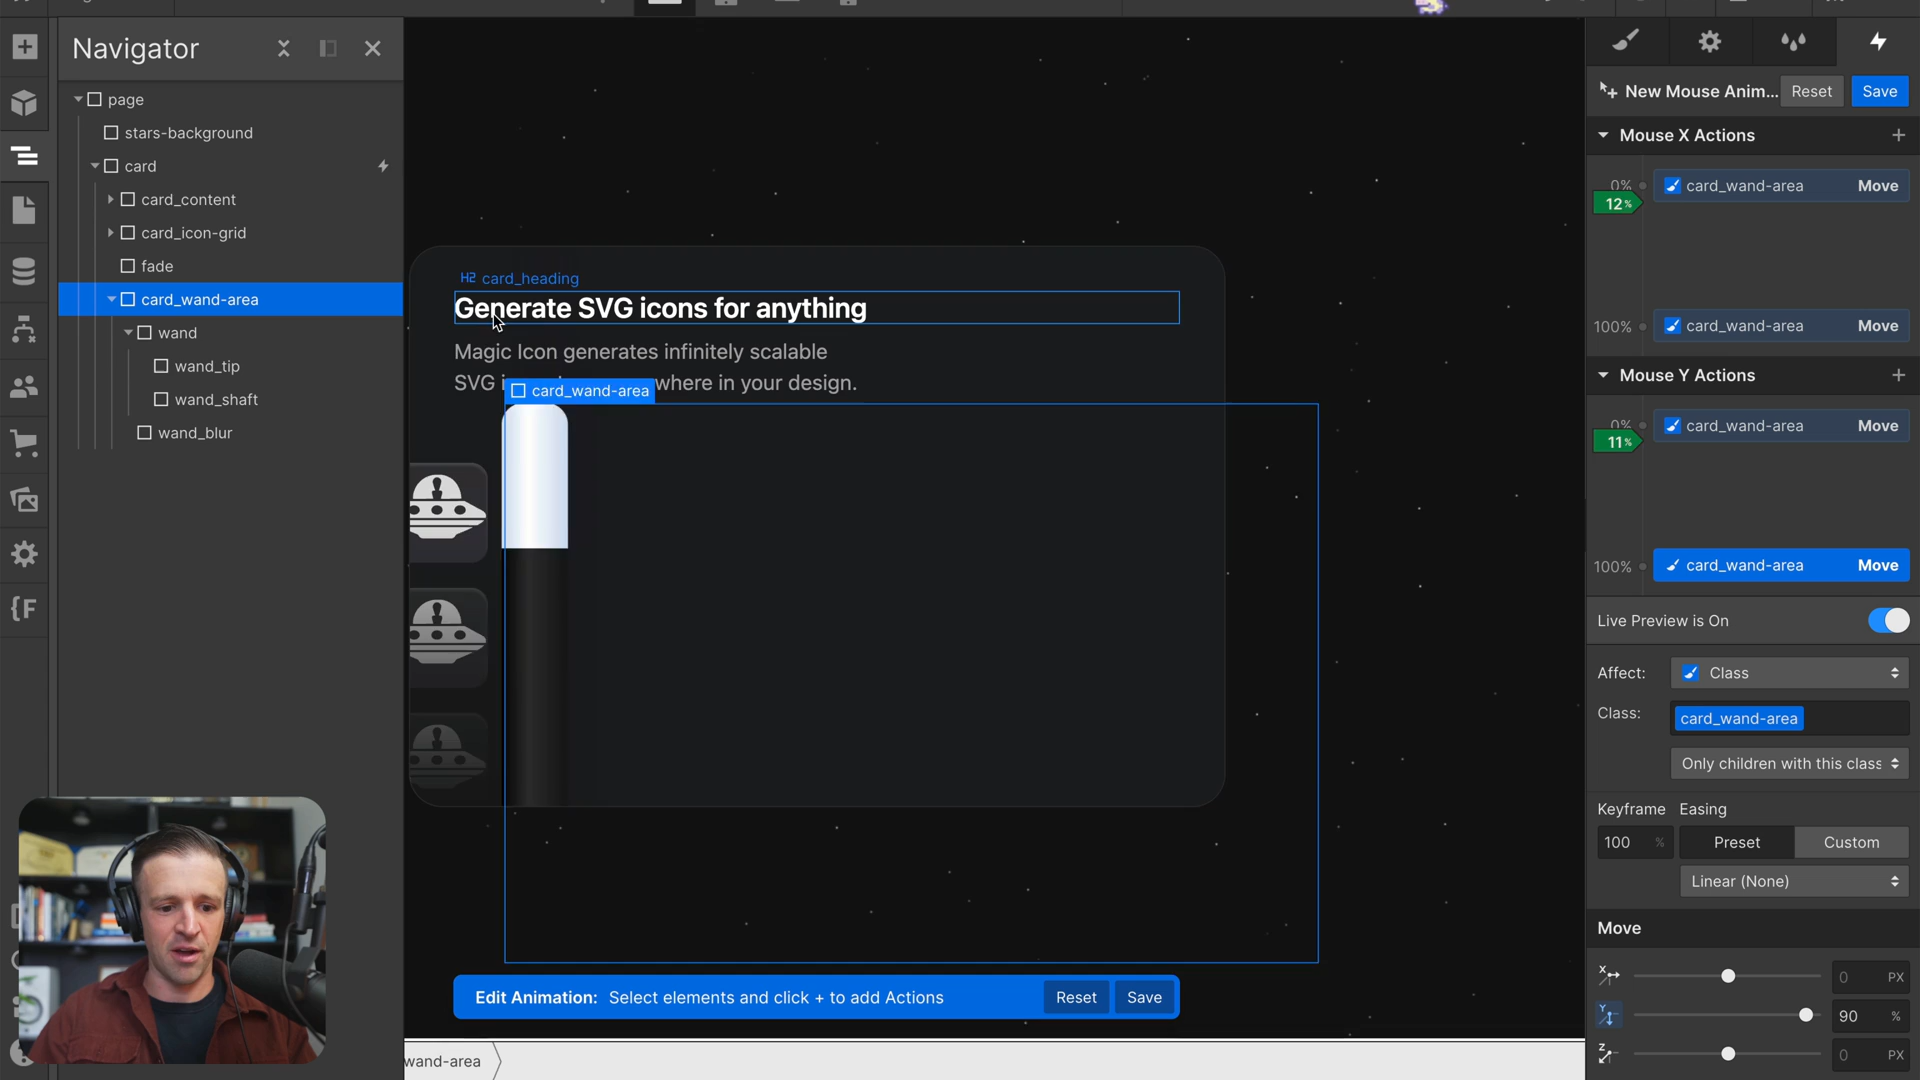 Navigator
page
stars-background
card
card_content
card_icon-grid
fade
card_wand-area
wand
wand_tip
wand_shaft
wand_blur
H2 card_heading
Generate SVG icons for anything
Magic Icon generates infinitely scalable
SVG
where in your design.
card_wand-area
Edit Animation: Select elements and click + to add Actions
Reset
Save
wand-area
New Mouse Anim...
Reset
Save
Mouse X Actions
0%
card_wand-area Move
12%
100%
card_wand-area Move
Mouse Y Actions
0%
card_wand-area Move
11%
100%
card_wand-area Move
Live Preview is On
Affect:
Class
Class:
card_wand-area
Only children with this class
Keyframe Easing
100 %
Preset
Custom
Linear (None)
Move
X
0 PX
Y
90 %
Z
0 PX